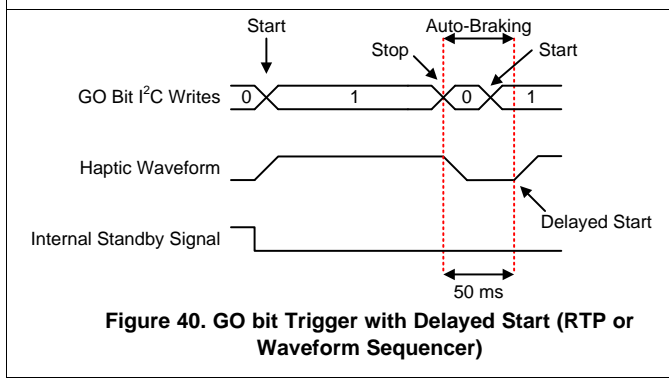 Start
Auto-Braking
Stop
Start
GO Bit I²C Writes
0
1
0
1
Haptic Waveform
Delayed Start
Internal Standby Signal
50 ms
Figure 40. GO bit Trigger with Delayed Start (RTP or
Waveform Sequencer)